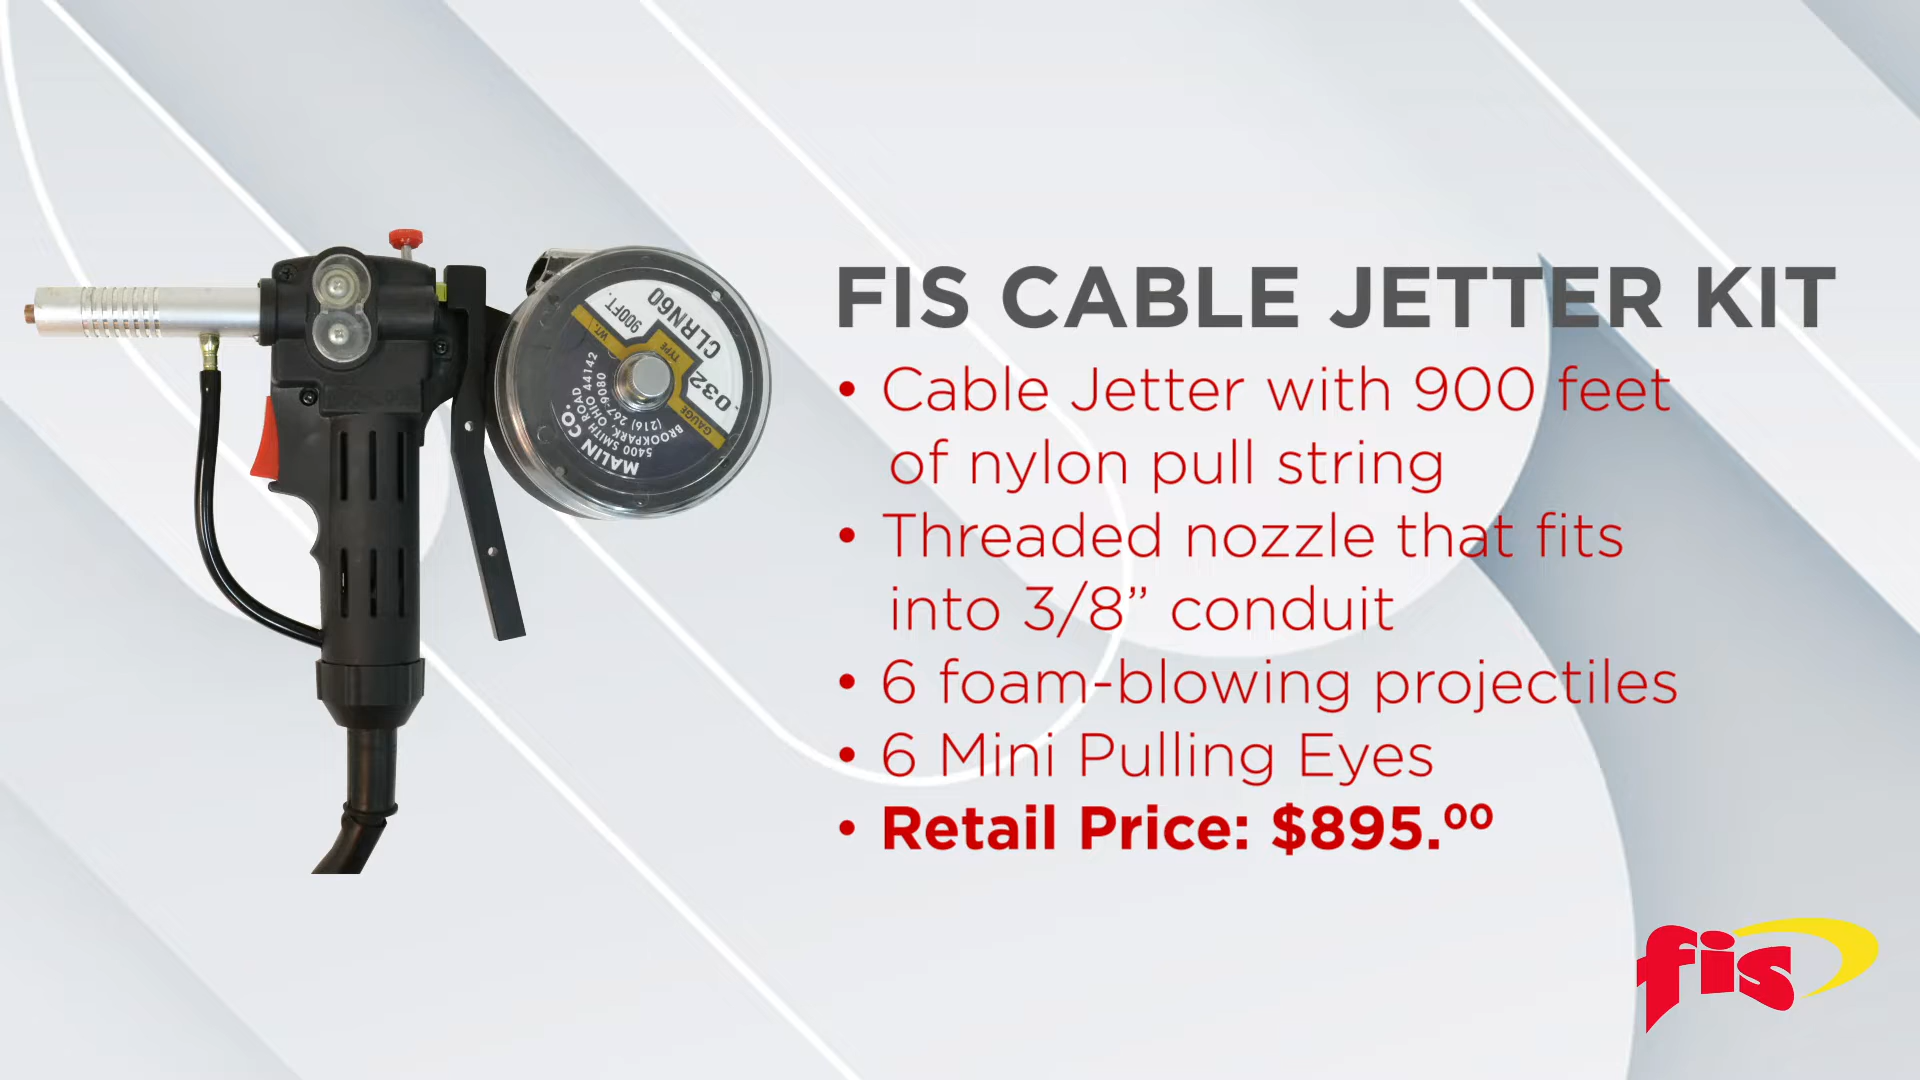 FIS CABLE JETTER KIT
• Cable Jetter with 900 feet
of nylon pull string
• Threaded nozzle that fits
into 3/8” conduit
• 6 foam-blowing projectiles
• 6 Mini Pulling Eyes
• Retail Price: $895.00
WT.
900FT.
TYPE
CLRN60
GAUGE
.032
MALIN CO.
5400 SMITH ROAD
BROOKPARK, OHIO 44142
(216) 267-9080
fis